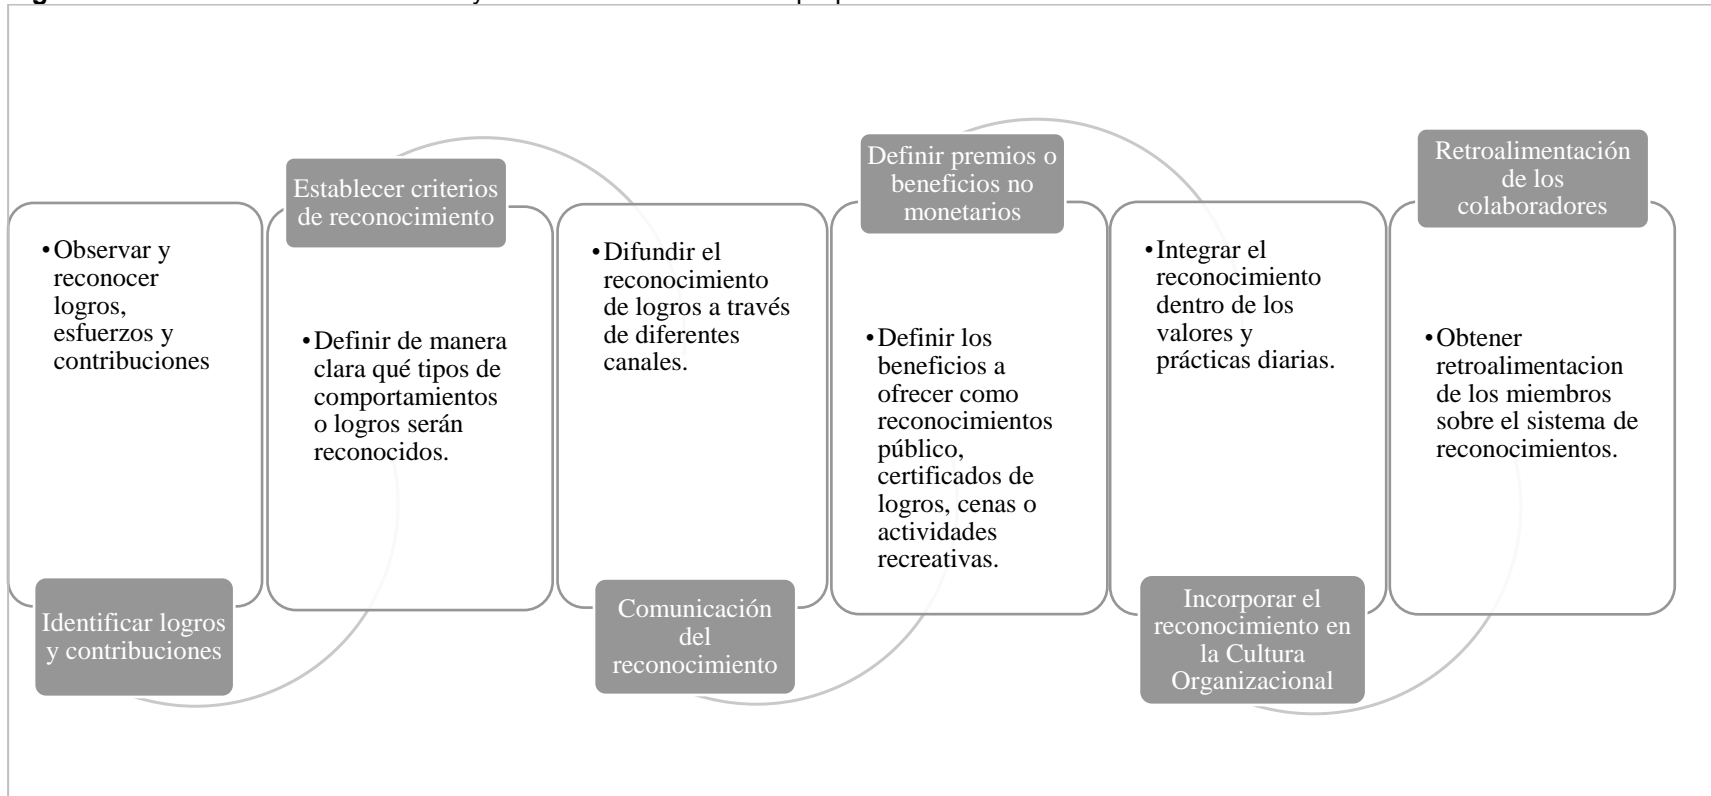 Observar y
reconocer
logros,
esfuerzos y
contribuciones
Identificar logros
y contribuciones
Establecer criterios
de reconocimiento
Definir de manera
clara qué tipos de
comportamientos
o logros serán
reconocidos.
Difundir el
reconocimiento
de logros a través
de diferentes
canales.
Comunicación
del
reconocimiento
Definir premios o
beneficios no
monetarios
Definir los
beneficios a
ofrecer como
reconocimientos
público,
certificados de
logros, cenas o
actividades
recreativas.
Integrar el
reconocimiento
dentro de los
valores y
prácticas diarias.
Incorporar el
reconocimiento en
la Cultura
Organizacional
Retroalimentación
de los
colaboradores
Obtener
retroalimentacion
de los miembros
sobre el sistema de
reconocimientos.